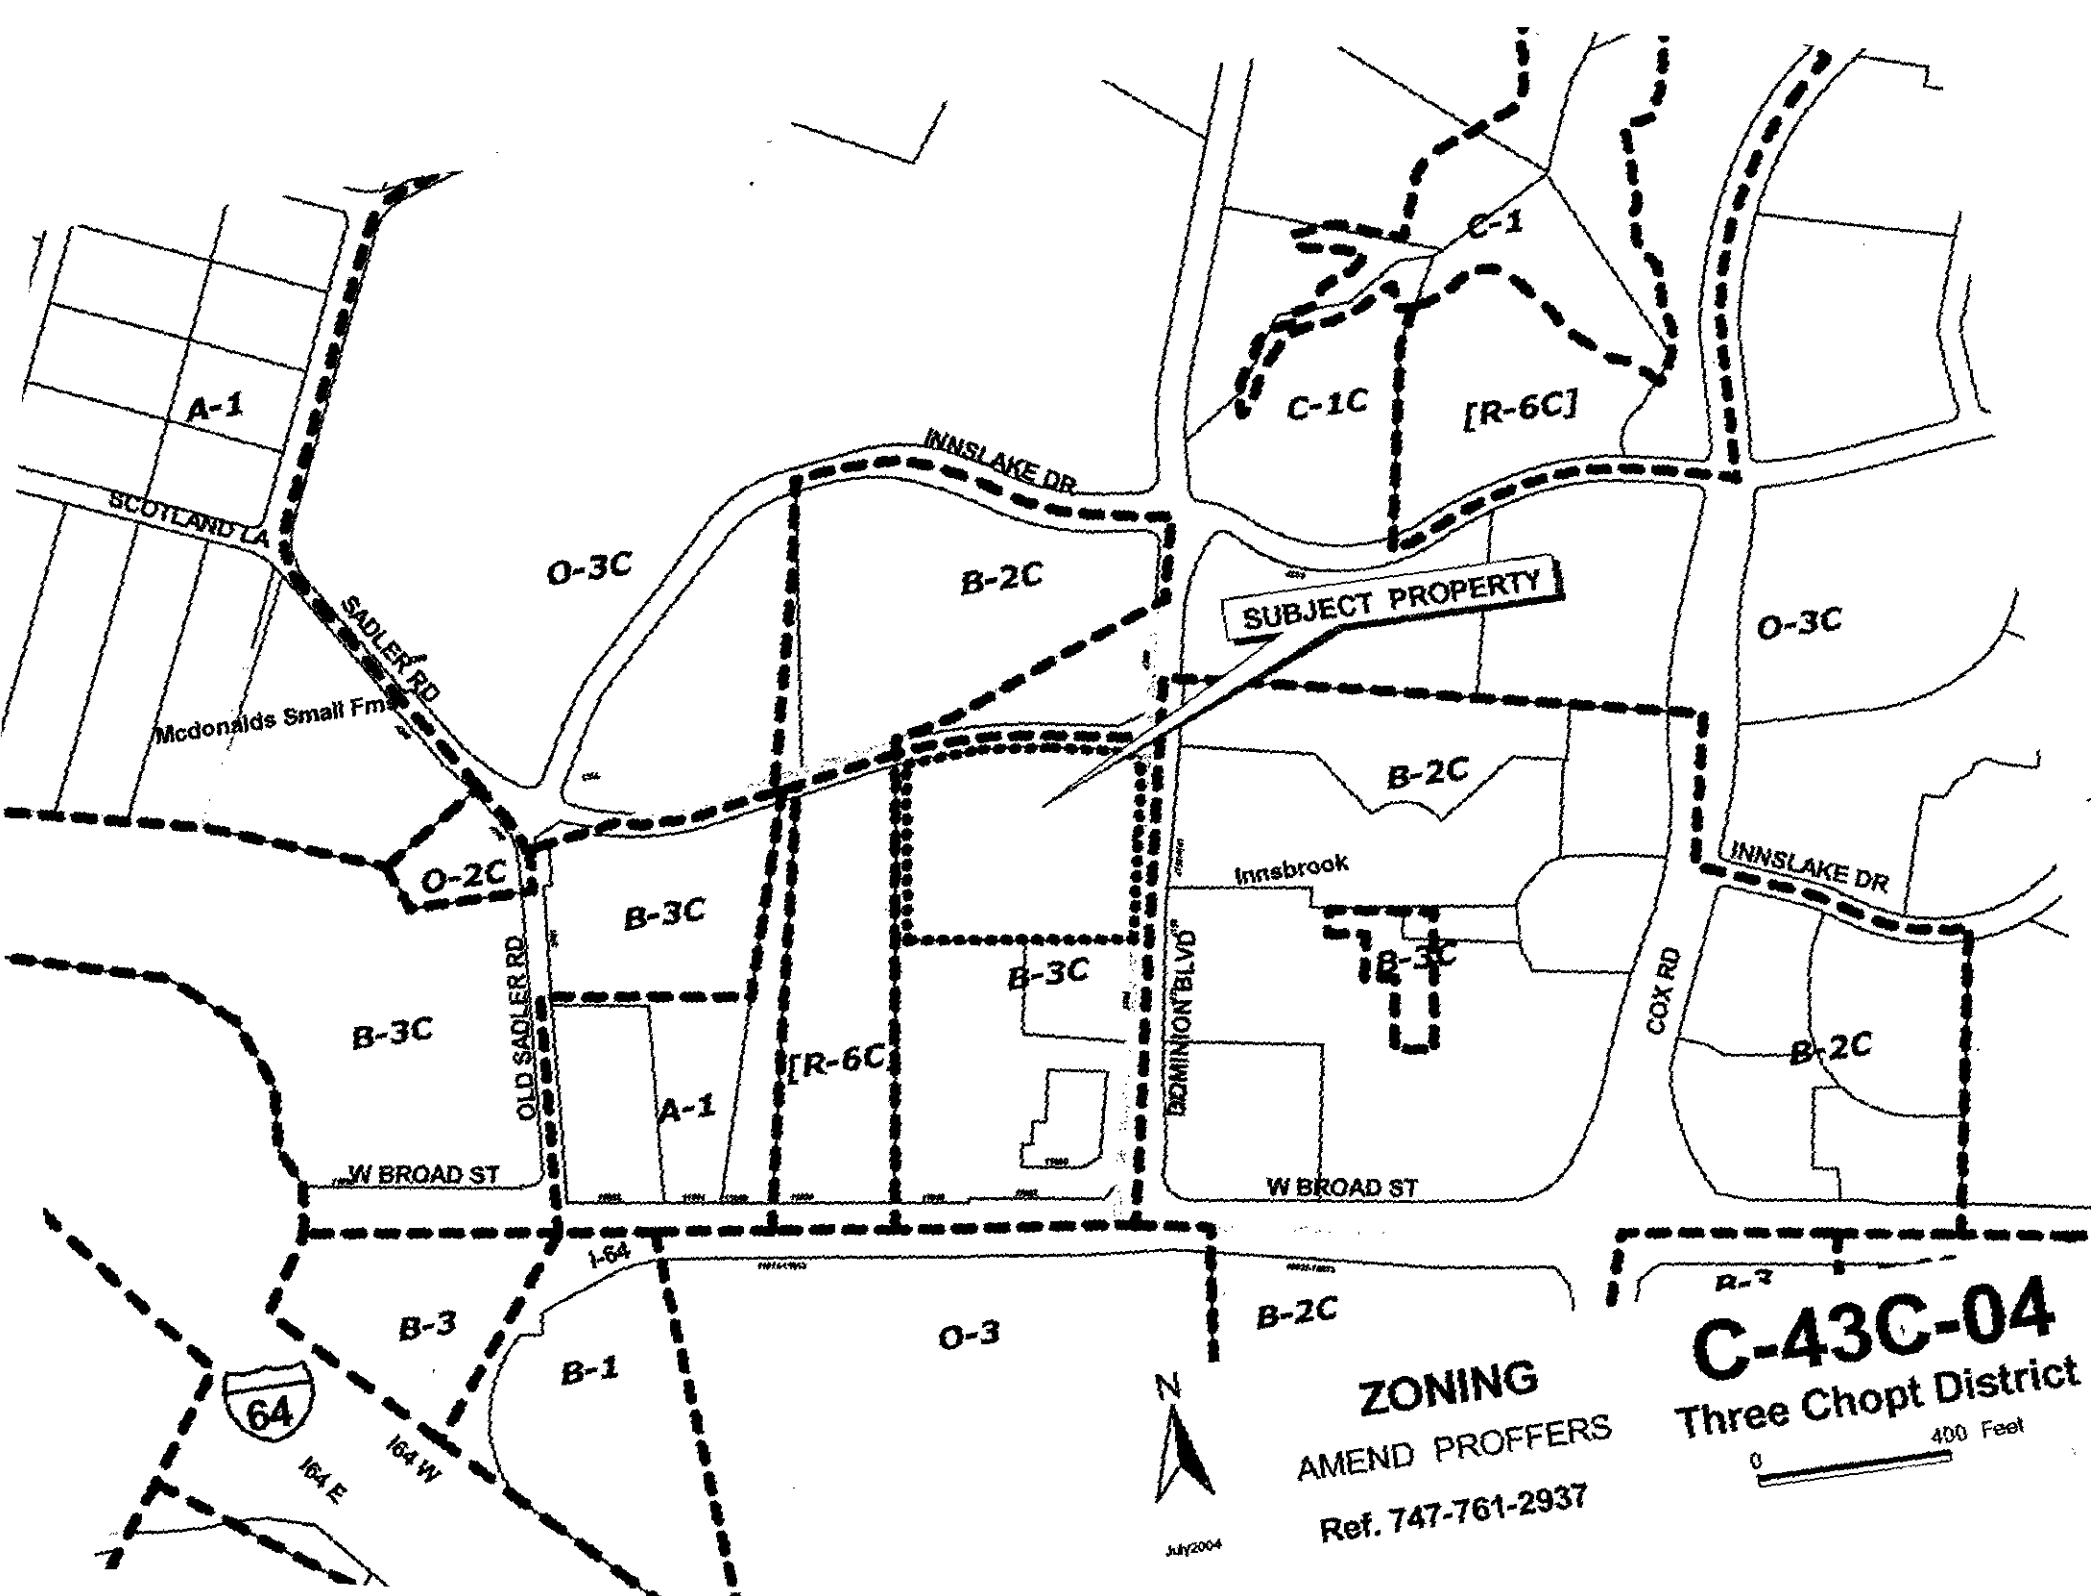 C-1
A-1
C-1C
[R-6C]
INNSLAKE DR
SCOTLAND LA
O-3C
B-2C
SUBJECT PROPERTY
O-3C
SADLER RD
Mcdonalds Small Fms
B-2C
O-2C
INNSLAKE DR
Innsbrook
B-3C
B-3C
B-3C
OLD SADLER RD
DOMINION BLVD
COX RD
B-3C
B-2C
[R-6C
A-1
W BROAD ST
W BROAD ST
I-64
B-3
B-3
B-2C
O-3
B-1
C-43C-04
Three Chopt District
0 400 Feet
N
ZONING
AMEND PROFFERS
Ref. 747-761-2937
July2004
64
I64 W
I64 E